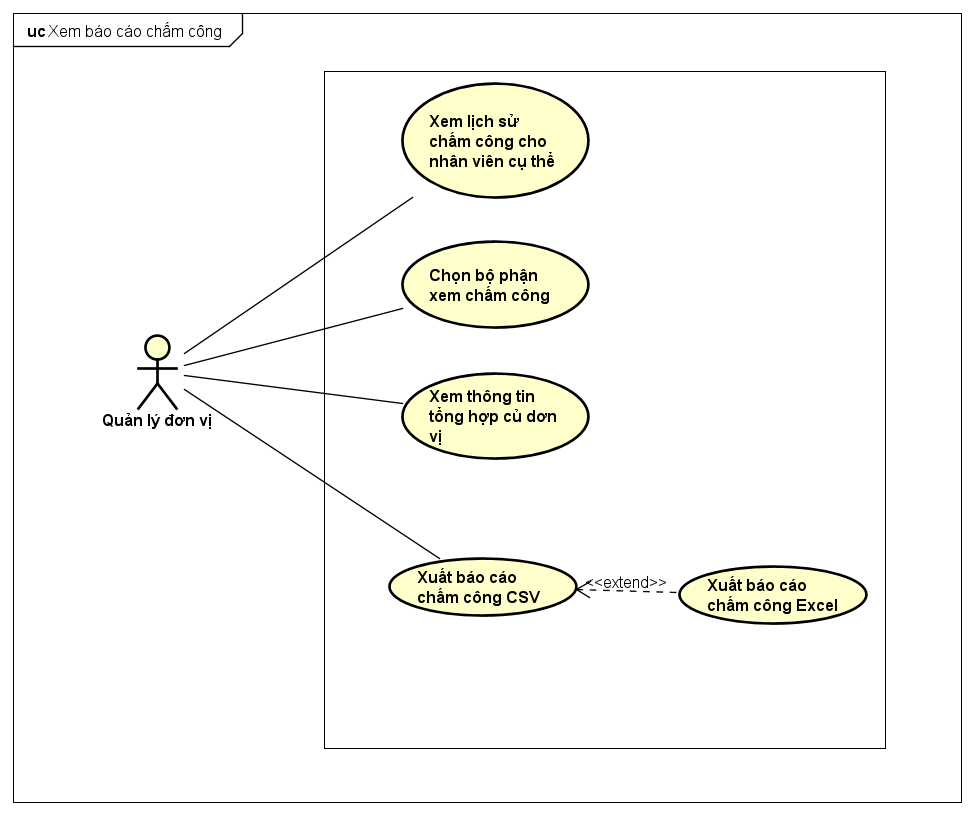 uc Xem báo cáo chấm công
Xem lịch sử
chấm công cho
nhân viên cụ thể
Chọn bộ phận
xem chấm công
Quản lý đơn vị
Xem thông tin
tổng hợp củ dơn
vị
Xuất báo cáo
chấm công CSV
<<extend>>
Xuất báo cáo
chấm công Excel